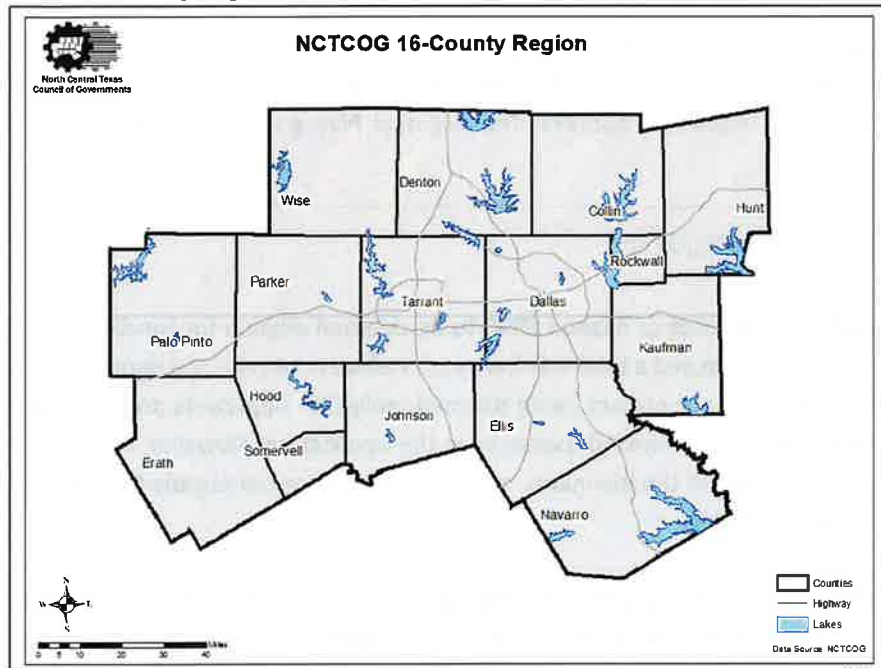 NCTCOG 16-County Region
North Central Texas
Council of Governments
Wise
Denton
Collin
Hunt
Rockwall
Parker
Tarrant
Dallas
Palo Pinto
Kaufman
Hood
Johnson
Ellis
Erath
Somervell
Navarro
N
W
E
S
Counties
Highway
Lakes
Miles
0 5 10 20 30 40
Data Source NCTCOG